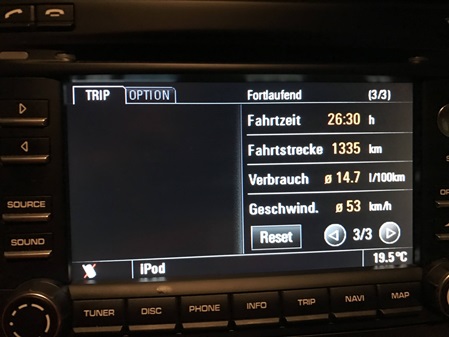 TRIP OPTION Fortlaufend (3/3)
Fahrtzeit 26:30 h
Fahrtstrecke 1335 km
Verbrauch ø 14.7 l/100km
Geschwind. ø 53 km/h
Reset 3/3
iPod 19.5°C
SOURCE
SOUND
TUNER DISC PHONE INFO TRIP NAVI MAP